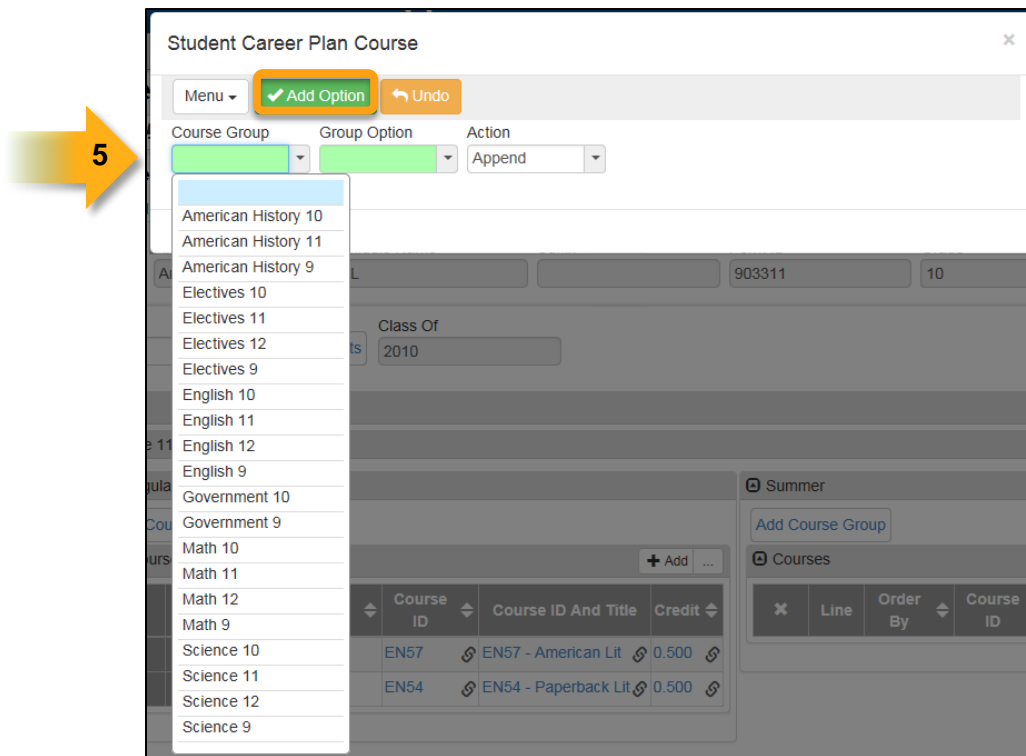 Student Career Plan Course
×
Menu
Add Option
Undo
5
Course Group
Group Option
Action
Append
American History 10
American History 11
American History 9
Electives 10
Electives 11
Electives 12
Electives 9
English 10
English 11
English 12
English 9
Government 10
Government 9
Math 10
Math 11
Math 12
Math 9
Science 10
Science 11
Science 12
Science 9
L
903311
10
Class Of
ts
2010
e 11
Summer
Add Course Group
Add
...
Courses
Course ID
Course ID And Title
Credit
Line
Order By
Course ID
EN57
EN57 - American Lit
0.500
EN54
EN54 - Paperback Lit
0.500